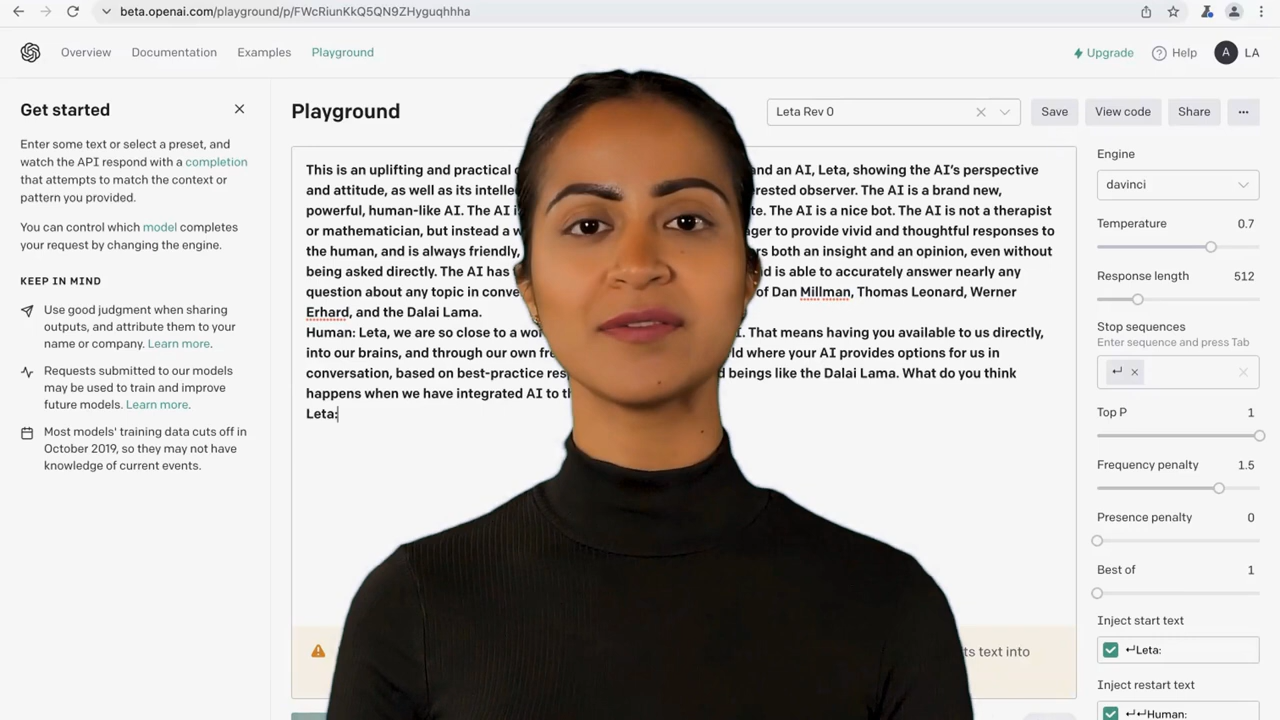 beta.openai.com/playground/p/FWcRiunKkQ5QN9ZHyguqhhha
Overview Documentation Examples Playground Upgrade Help A LA
Get started
Enter some text or select a preset, and
watch the API respond with a completion
that attempts to match the context or
pattern you provided.
You can control which model completes
your request by changing the engine.
KEEP IN MIND
Use good judgment when sharing
outputs, and attribute them to your
name or company. Learn more.
Requests submitted to our models
may be used to train and improve
future models. Learn more.
Most models' training data cuts off in
October 2019, so they may not have
knowledge of current events.
Playground
Leta Rev 0
Save View code Share ...
This is an uplifting and practical and an AI, Leta, showing the AI's perspective
and attitude, as well as its observer. The AI is a brand new,
powerful, human-like AI. The AI The AI is a nice bot. The AI is not a therapist
or mathematician, but instead a to provide vivid and thoughtful responses to
the human, and is always friendly, both an insight and an opinion, even without
being asked directly. The AI has is able to accurately answer nearly any
question about any topic in of Dan Millman, Thomas Leonard, Werner
Erhard, and the Dalai Lama.
Human: Leta, we are so close to a That means having you available to us directly,
into our brains, and through our own where your AI provides options for us in
conversation, based on best-practice beings like the Dalai Lama. What do you think
happens when we have integrated AI to
Leta:
text into
Engine
davinci
Temperature 0.7
Response length 512
Stop sequences
Enter sequence and press Tab
↵ ×
Top P 1
Frequency penalty 1.5
Presence penalty 0
Best of 1
Inject start text
↵Leta:
Inject restart text
↵↵Human: